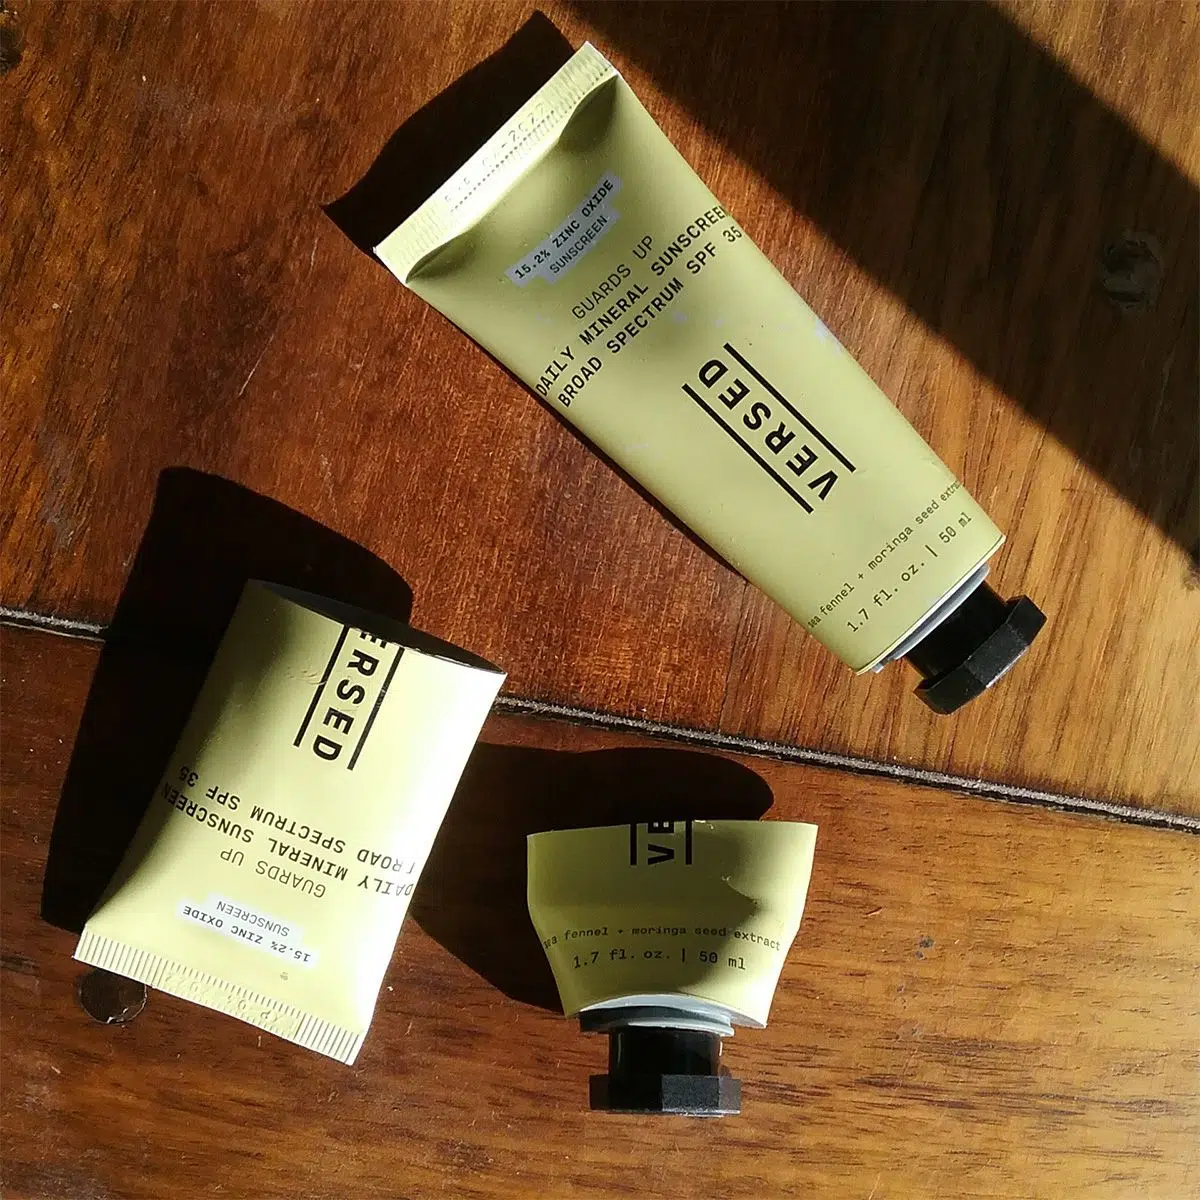 15.2% ZINC OXIDE
SUNSCREEN
GUARDS UP
DAILY MINERAL SUNSCREEN
BROAD SPECTRUM SPF 35
VERSED
sea fennel + moringa seed extract
1.7 fl. oz. | 50 ml
ERSED
ROAD SPECTRUM SPF 35
DAILY MINERAL SUNSCREEN
GUARDS UP
15.2% ZINC OXIDE
SUNSCREEN
VE
sea fennel + moringa seed extract
1.7 fl. oz. | 50 ml